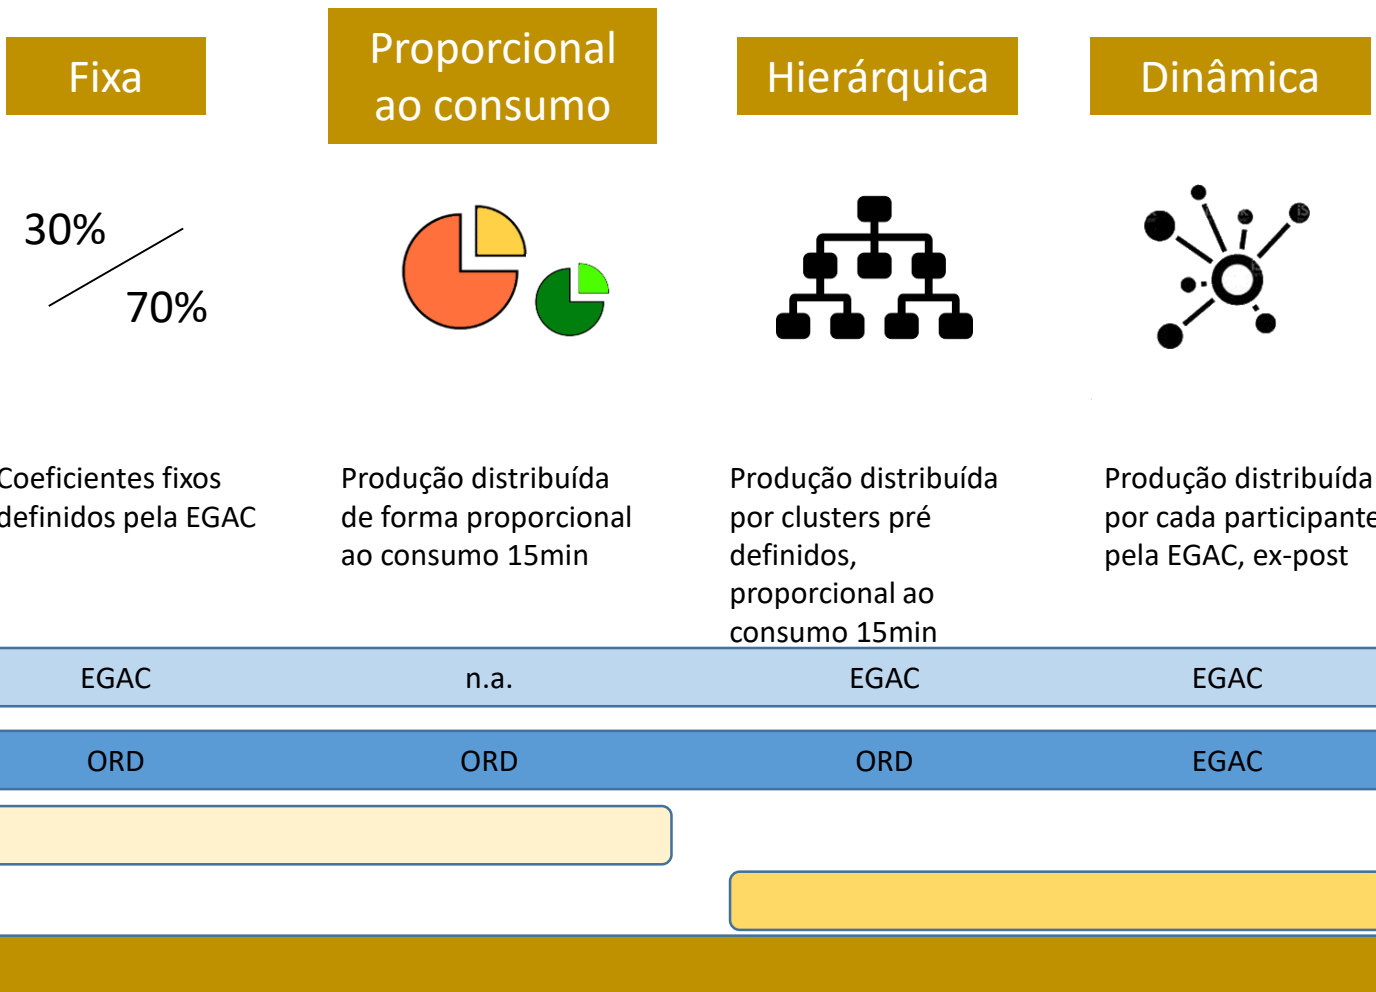 Fixa
Proporcional
ao consumo
Hierárquica
Dinâmica
30%
70%
Coeficientes fixos
definidos pela EGAC
Produção distribuída
de forma proporcional
ao consumo 15min
Produção distribuída
por clusters pré
definidos,
proporcional ao
consumo 15min
Produção distribuída
por cada participante
pela EGAC, ex-post
EGAC
n.a.
EGAC
EGAC
ORD
ORD
ORD
EGAC